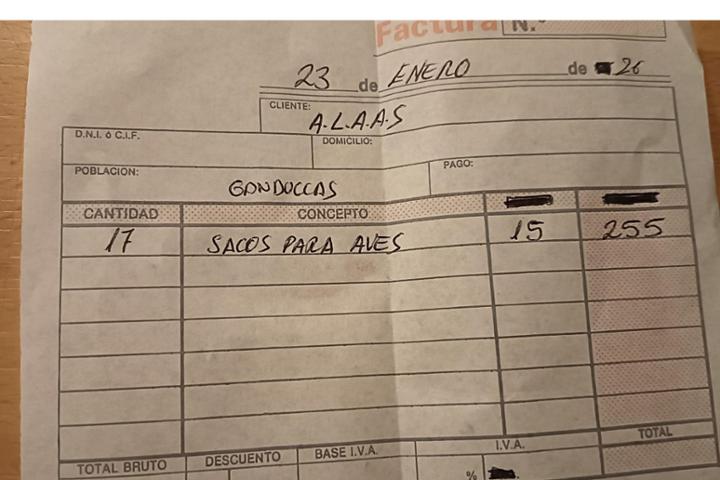 Factura N.º
23 de ENERO de 26
CLIENTE:
A.L.A.A.S
D.N.I. ó C.I.F.
DOMICILIO:
POBLACION:
PAGO:
CANTIDAD CONCEPTO
17 SACOS PARA AVES 15 255
TOTAL
TOTAL BRUTO DESCUENTO BASE I.V.A. I.V.A.
%